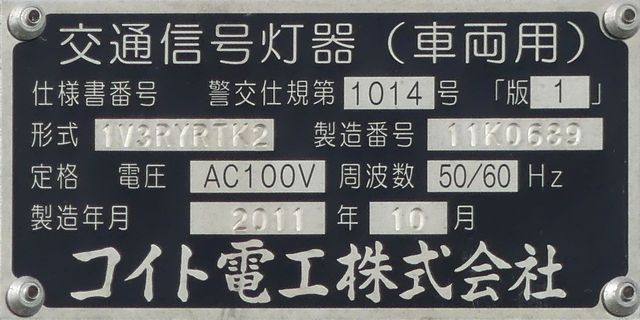 交通信号灯器（車両用）
仕様書番号 警交仕規第 1014 号 「版 1 」
形式 1V3RYRTK2 製造番号 11K0689
定格 電圧 AC100V 周波数 50/60 Hz
製造年月 2011 年 10 月
コイト電工株式会社